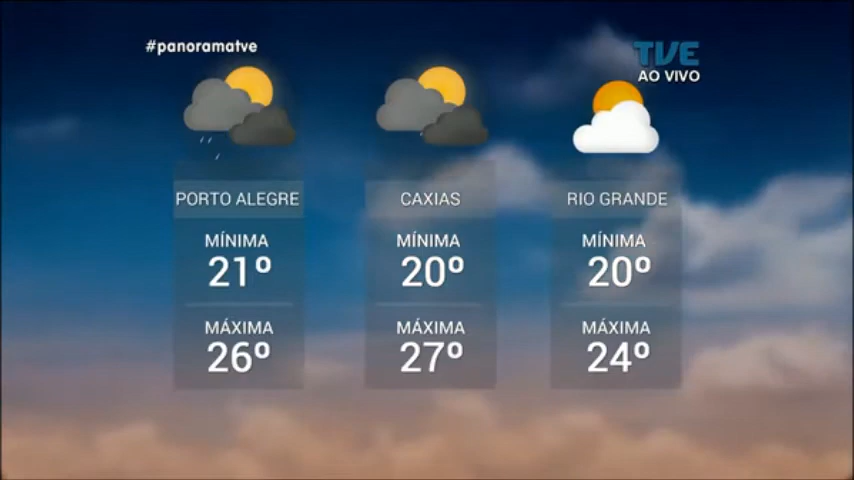 #panoramatve
TVE
AO VIVO
PORTO ALEGRE
MÍNIMA
21º
MÁXIMA
26º
CAXIAS
MÍNIMA
20º
MÁXIMA
27º
RIO GRANDE
MÍNIMA
20º
MÁXIMA
24º